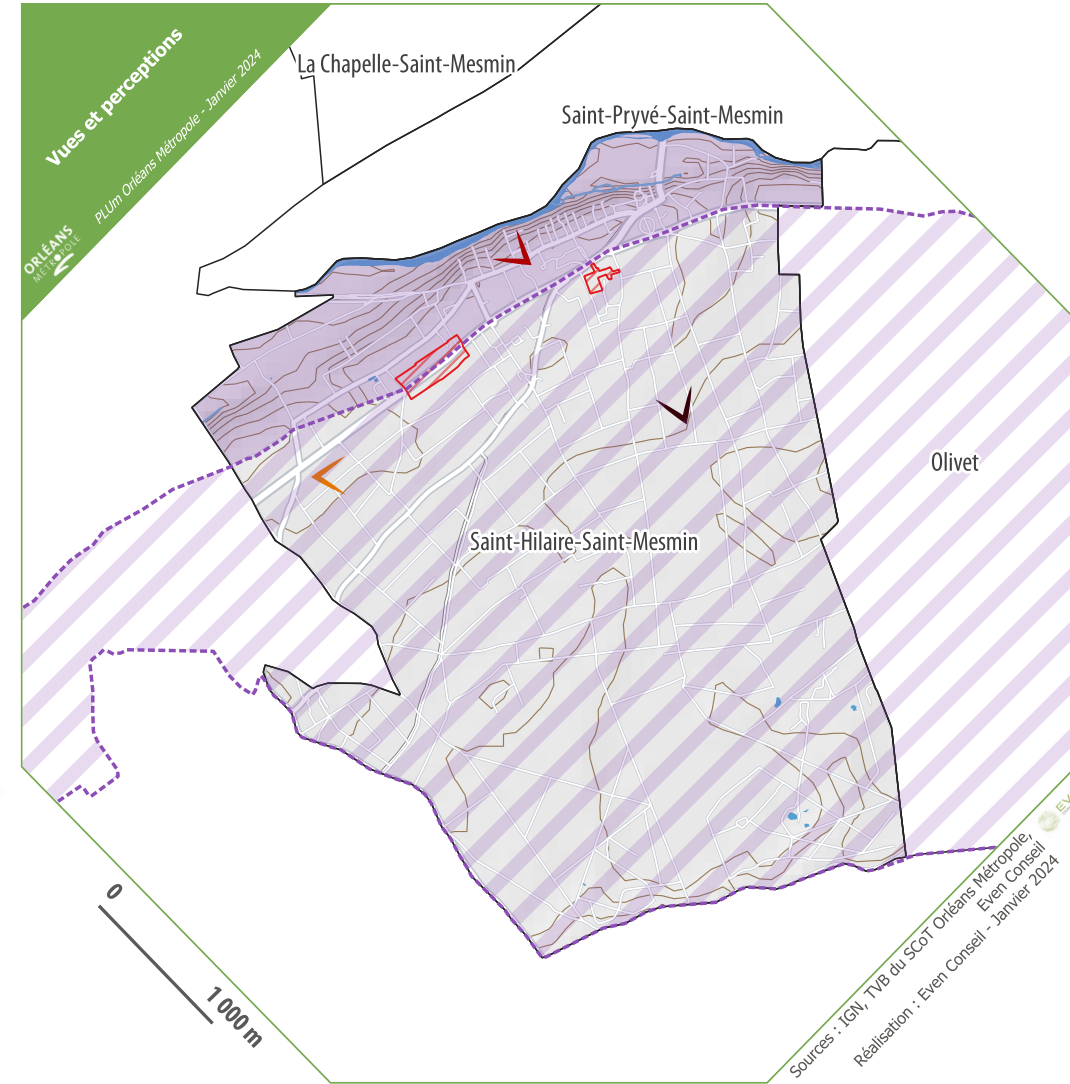 Vues et perceptions
PLUm Orléans Métropole - Janvier 2024
ORLÉANS
MÉTROPOLE
La Chapelle-Saint-Mesmin
Saint-Pryvé-Saint-Mesmin
Olivet
Saint-Hilaire-Saint-Mesmin
0
1 000 m
Sources : IGN, TVB du SCoT Orléans Métropole,
Even Conseil
Réalisation : Even Conseil - Janvier 2024